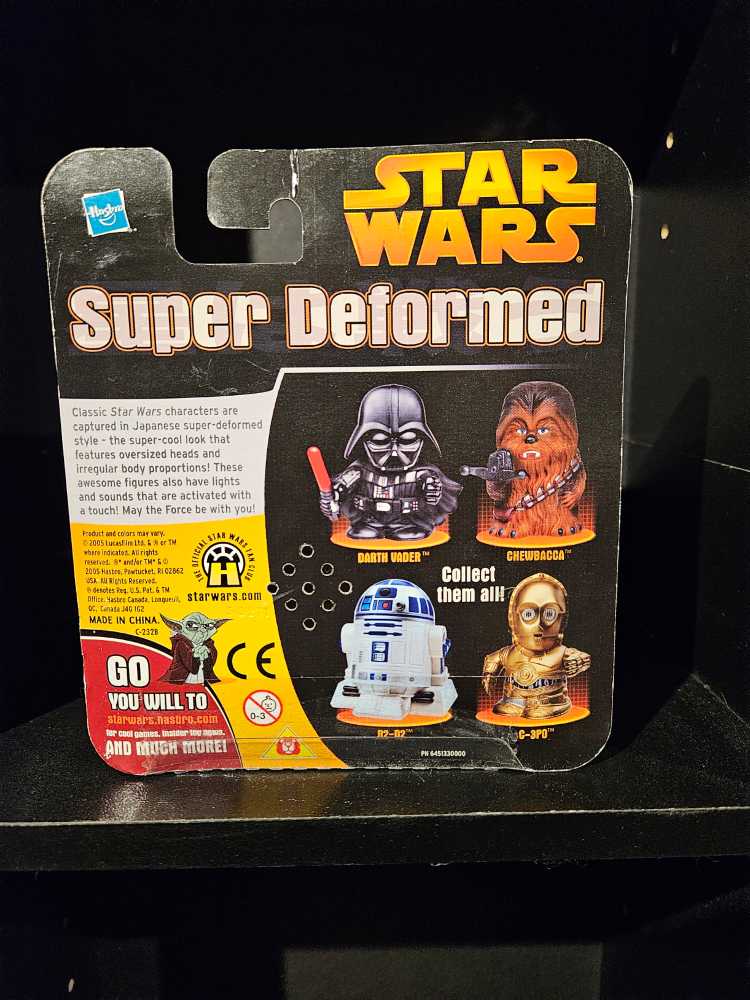 Hasbro
STAR
WARS
Super Deformed
Classic Star Wars characters are
captured in Japanese super-deformed
style - the super-cool look that
features oversized heads and
irregular body proportions! These
awesome figures also have lights
and sounds that are activated with
a touch! May the Force be with you!
Product and colors may vary.
© 2005 Lucasfilm Ltd. & ® or TM
where indicated. All rights
reserved. ®* and/or TM* & ©
2005 Hasbro, Pawtucket, RI 02862
USA. All Rights Reserved.
® denotes Reg. U.S. Pat. & TM
Office. Hasbro Canada, Longueuil,
QC, Canada J4G 1G2
MADE IN CHINA.
C-232B
THE OFFICIAL STAR WARS FAN CLUB
H
starwars.com
DARTH VADER™
CHEWBACCA™
Collect
them all!
R2-D2™
C-3PO™
GO
YOU WILL TO
starwars.hasbro.com
for cool games, insider toy news,
AND MUCH MORE!
CE
0-3
PN 6451330000